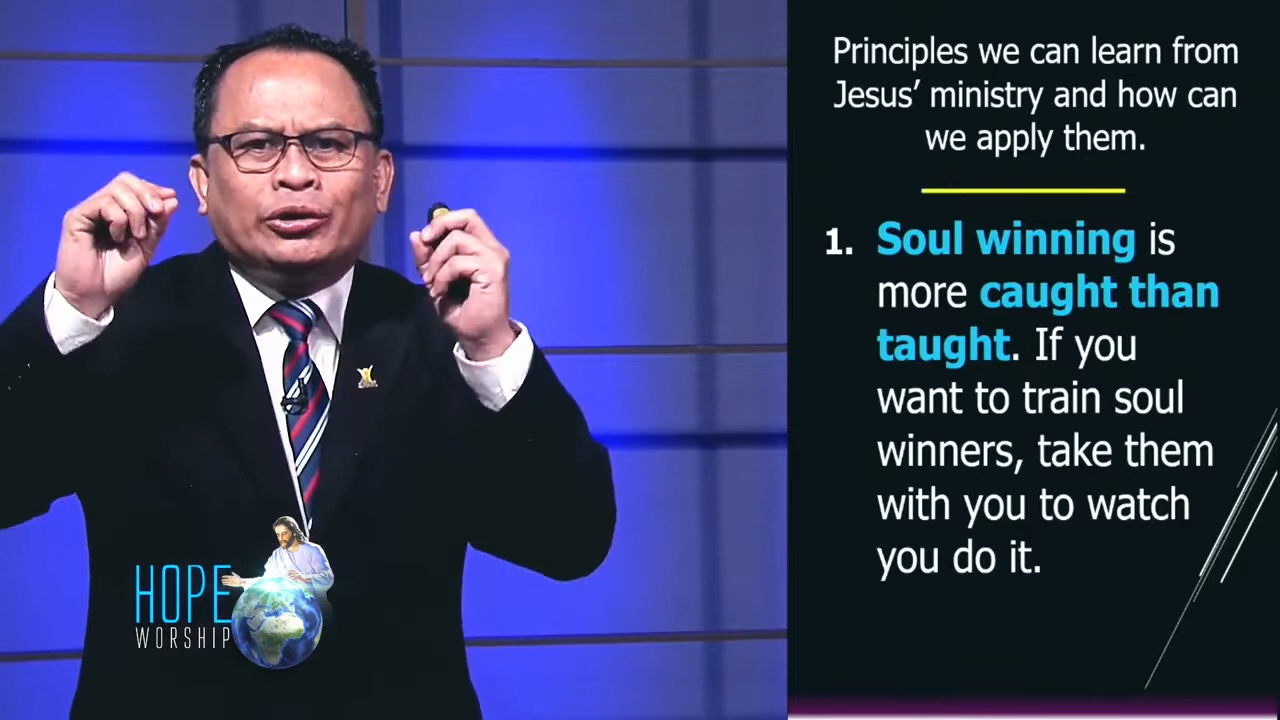 Principles we can learn from
Jesus’ ministry and how can
we apply them.
1. Soul winning is
more caught than
taught. If you
want to train soul
winners, take them
with you to watch
you do it.
HOPE
WORSHIP